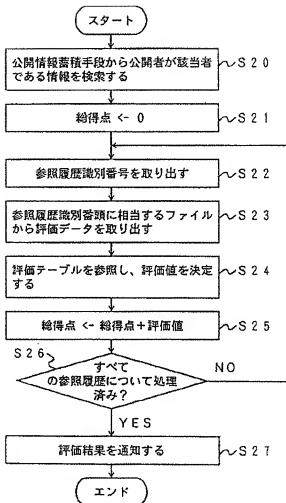 スタート
公開情報蓄積手段から公開者が該当者
である情報を検索する
S20
総得点 <- 0
S21
参照履歴識別番号を取り出す
S22
参照履歴識別番頭に相当するファイル
から評価データを取り出す
S23
評価テーブルを参照し、評価値を決定
する
S24
総得点 <- 総得点+評価値
S25
S26
すべて
の参照履歴について処理
済み?
NO
YES
評価結果を通知する
S27
エンド